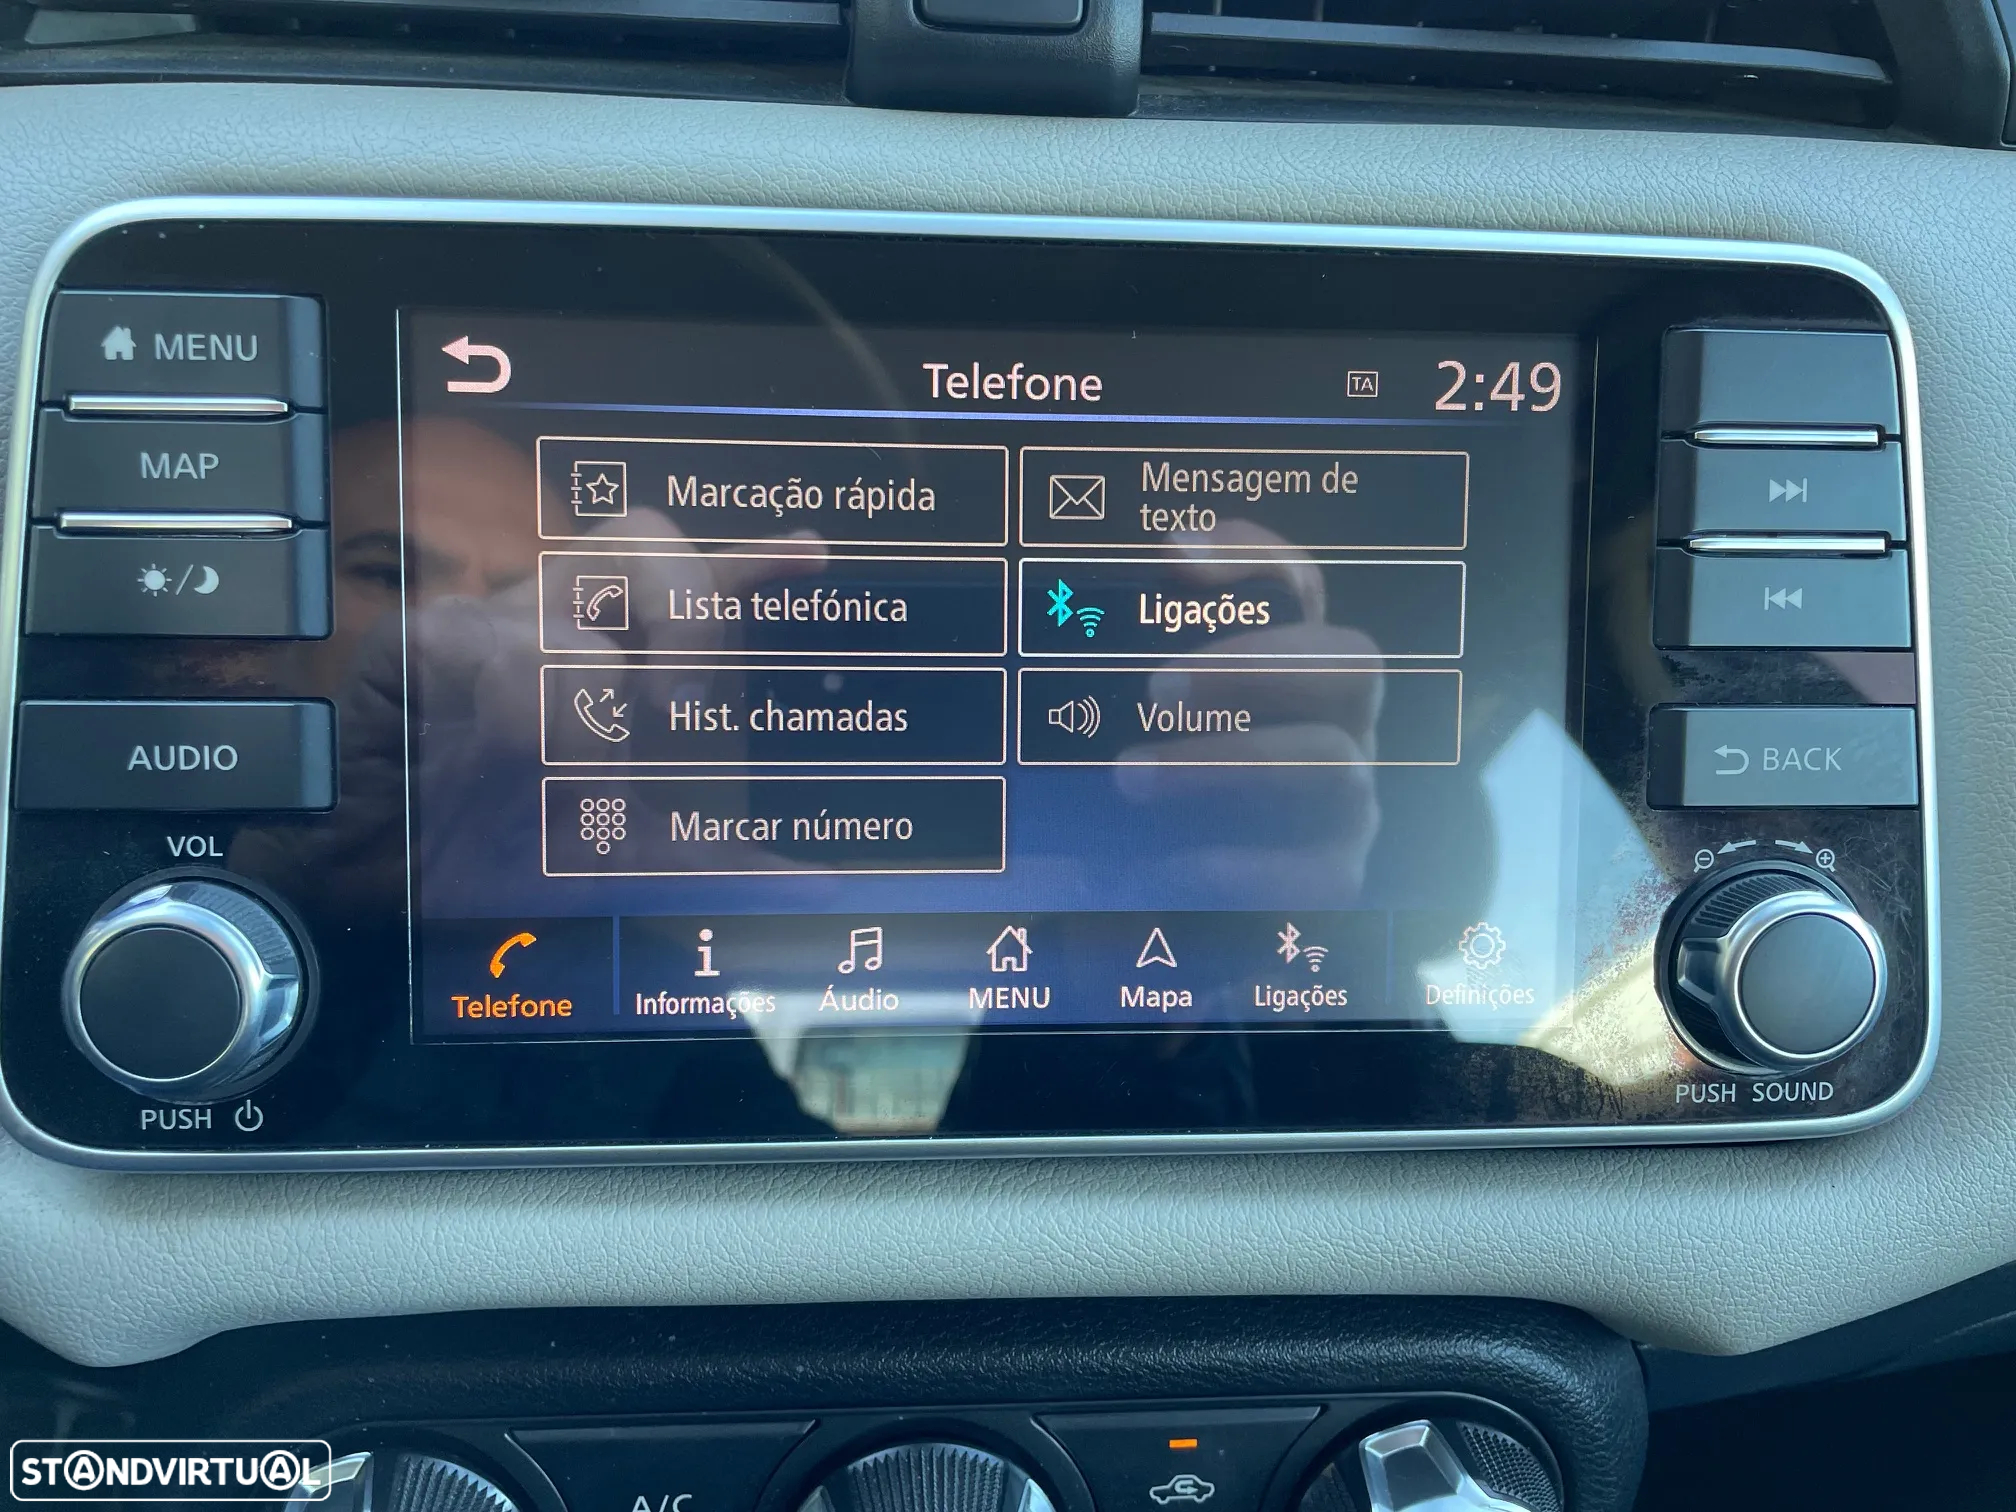 MENU
MAP
AUDIO
VOL
PUSH
Telefone
TA
2:49
Marcação rápida
Mensagem de
texto
Lista telefónica
Ligações
Hist. chamadas
Volume
Marcar número
Telefone
Informações
Áudio
MENU
Mapa
Ligações
Definições
BACK
PUSH SOUND
A/C
STANDVIRTUAL